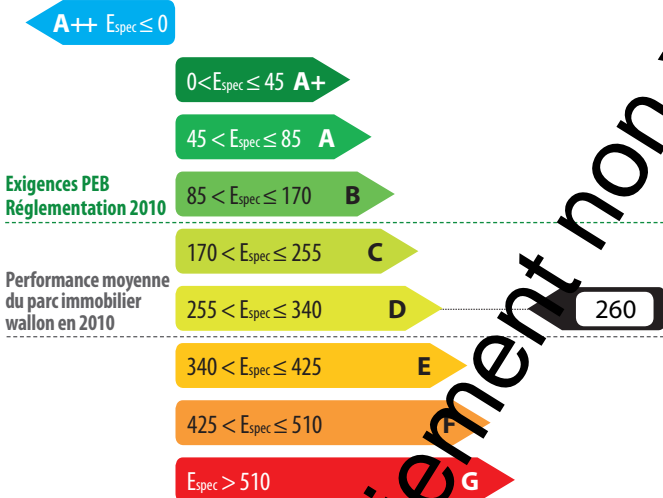 A++ Espec ≤ 0
0<Espec ≤ 45 A+
45 < Espec ≤ 85 A
Exigences PEB
Réglementation 2010
85 < Espec ≤ 170 B
170 < Espec ≤ 255 C
Performance moyenne
du parc immobilier
wallon en 2010
255 < Espec ≤ 340 D
260
340 < Espec ≤ 425 E
425 < Espec ≤ 510 F
Espec > 510 G
ement non